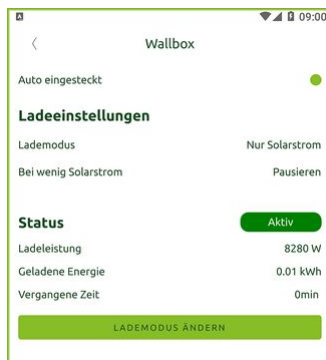 09:00
Wallbox
Auto eingesteckt
Ladeeinstellungen
Lademodus Nur Solarstrom
Bei wenig Solarstrom Pausieren
Status Aktiv
Ladeleistung 8280 W
Geladene Energie 0.01 kWh
Vergangene Zeit 0min
LADEMODUS ÄNDERN